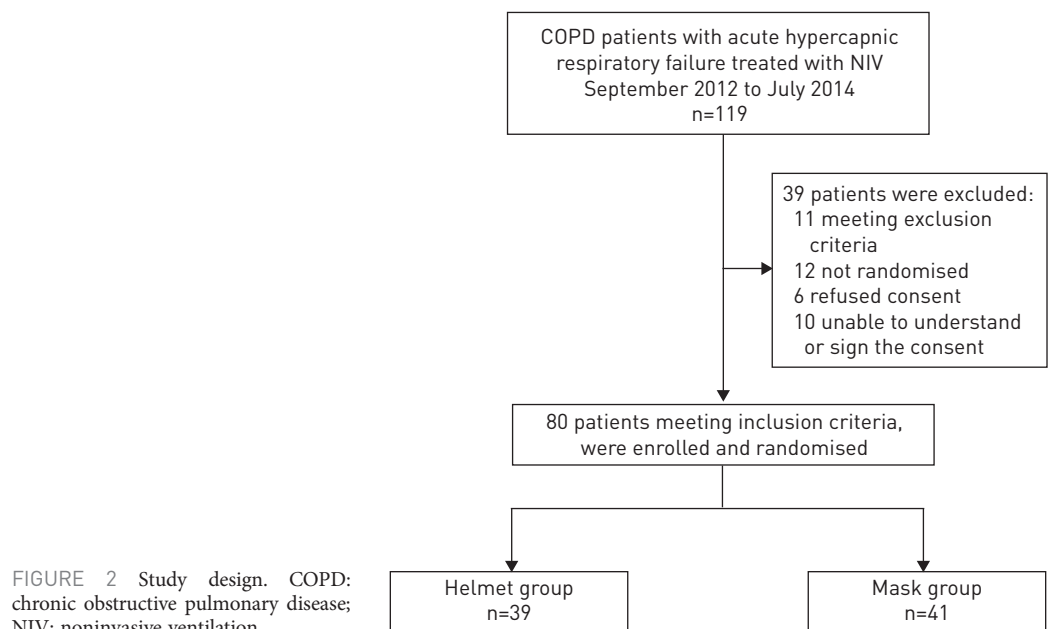 COPD patients with acute hypercapnic
respiratory failure treated with NIV
September 2012 to July 2014
n=119
39 patients were excluded:
11 meeting exclusion
criteria
12 not randomised
6 refused consent
10 unable to understand
or sign the consent
80 patients meeting inclusion criteria,
were enrolled and randomised
Helmet group
n=39
Mask group
n=41
FIGURE 2 Study design. COPD:
chronic obstructive pulmonary disease;
NIV: noninvasive ventilation